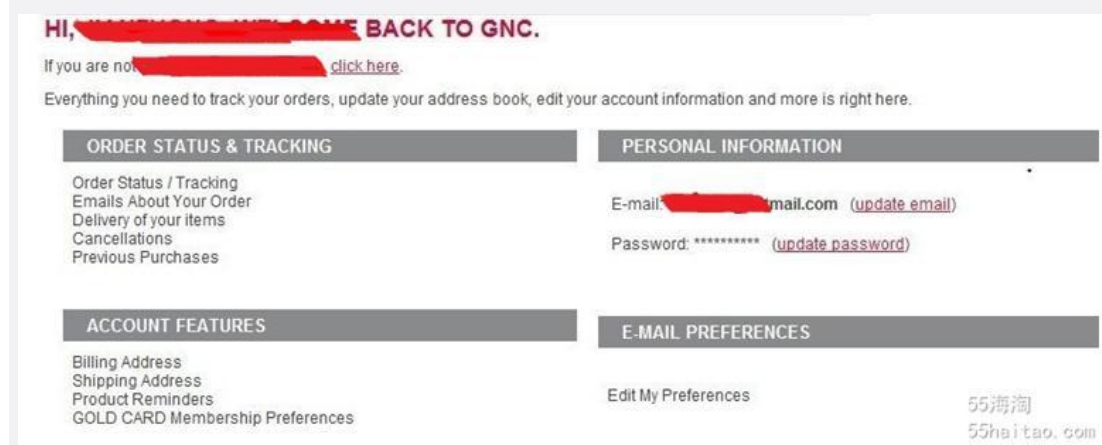 HI, WELCOME BACK TO GNC.
If you are not click here.
Everything you need to track your orders, update your address book, edit your account information and more is right here.
ORDER STATUS & TRACKING
Order Status / Tracking
Emails About Your Order
Delivery of your items
Cancellations
Previous Purchases
PERSONAL INFORMATION
E-mail: mail.com (update email)
Password: ********** (update password)
ACCOUNT FEATURES
Billing Address
Shipping Address
Product Reminders
GOLD CARD Membership Preferences
E-MAIL PREFERENCES
Edit My Preferences
55海淘
55haitao.com